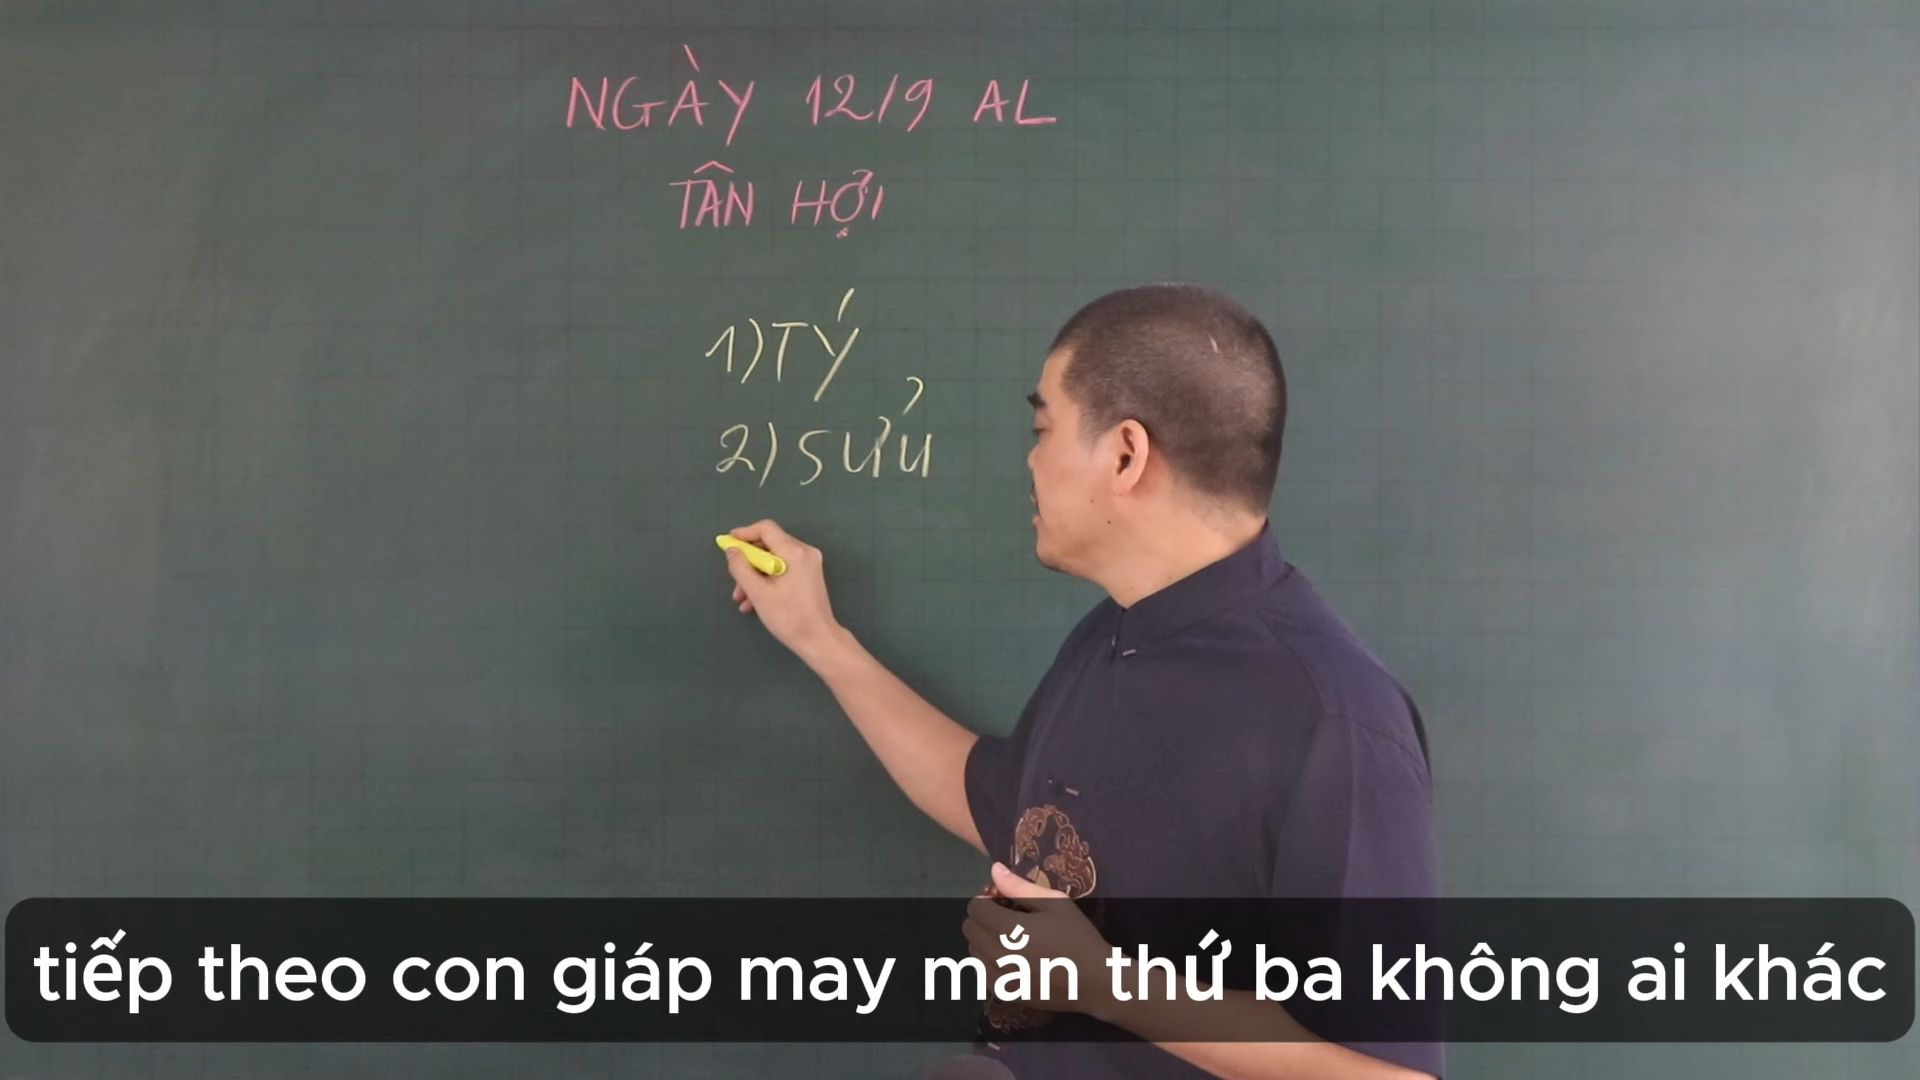 NGÀY 12/9 AL
TÂN HỢI
1) TÝ
2) SỬU
tiếp theo con giáp may mắn thứ ba không ai khác